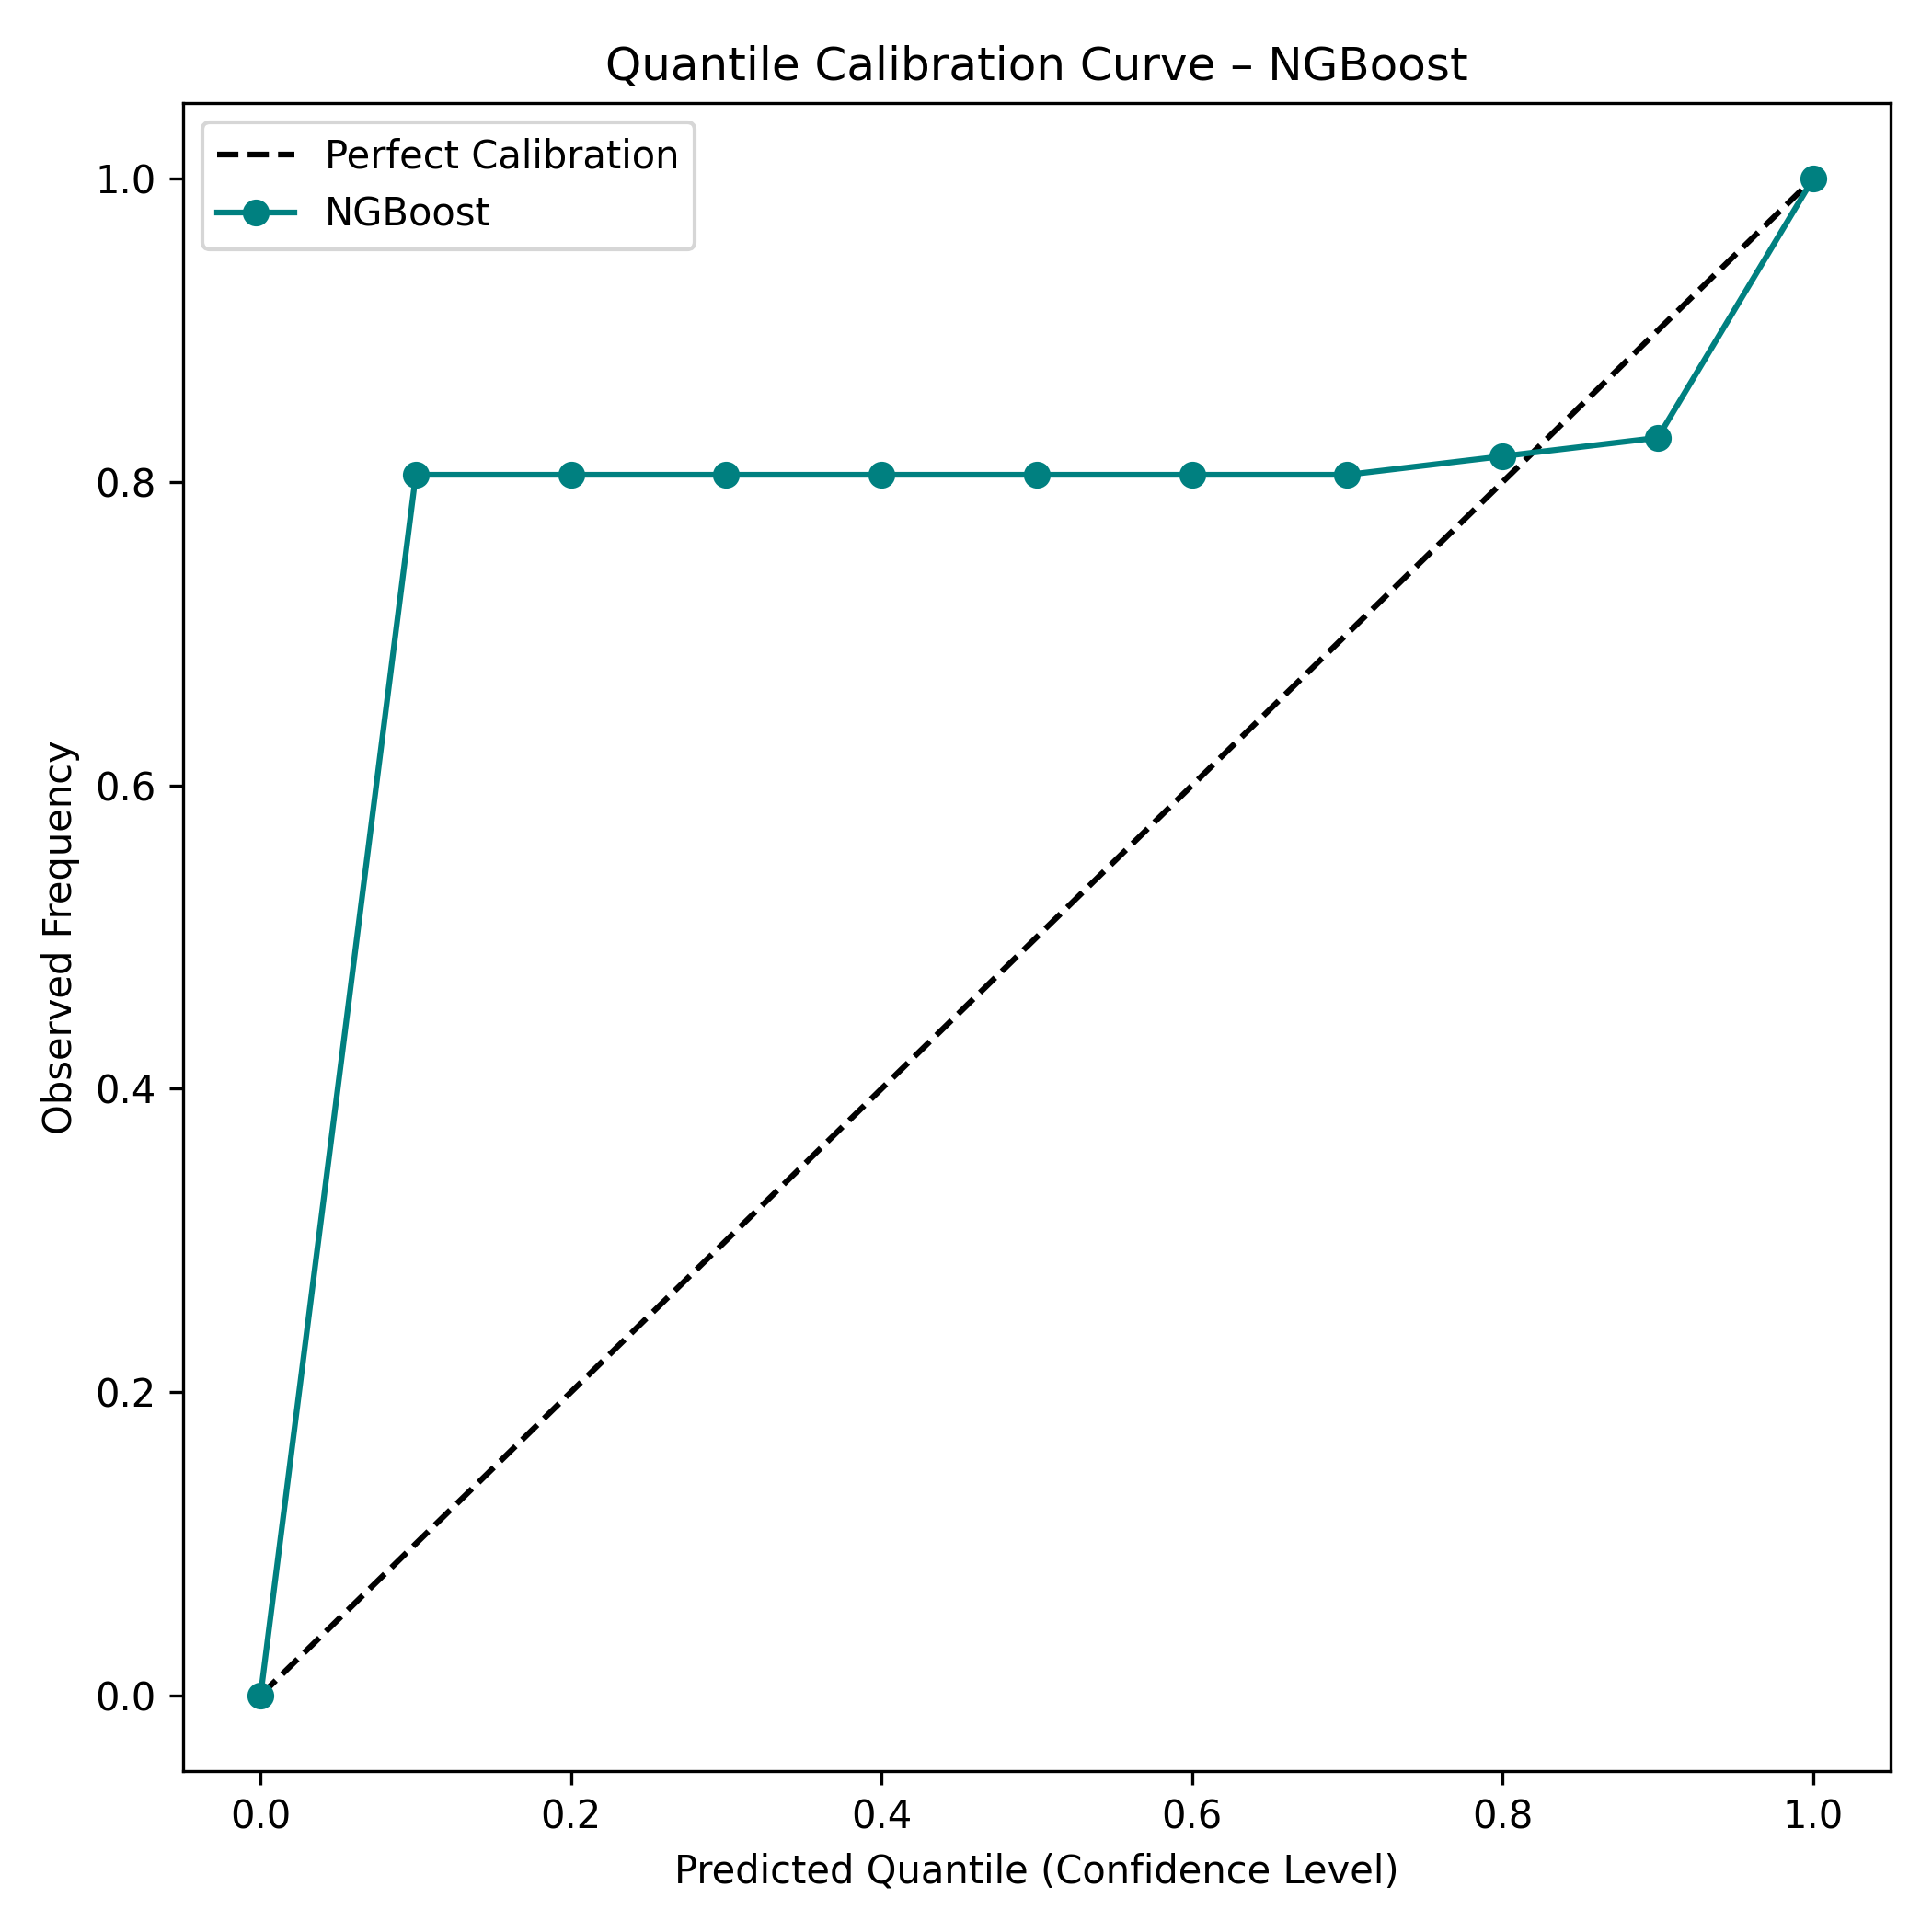 Quantile Calibration Curve – NGBoost
Perfect Calibration
NGBoost
1.0
0.8
0.6
0.4
0.2
0.0
Observed Frequency
0.0 0.2 0.4 0.6 0.8 1.0
Predicted Quantile (Confidence Level)